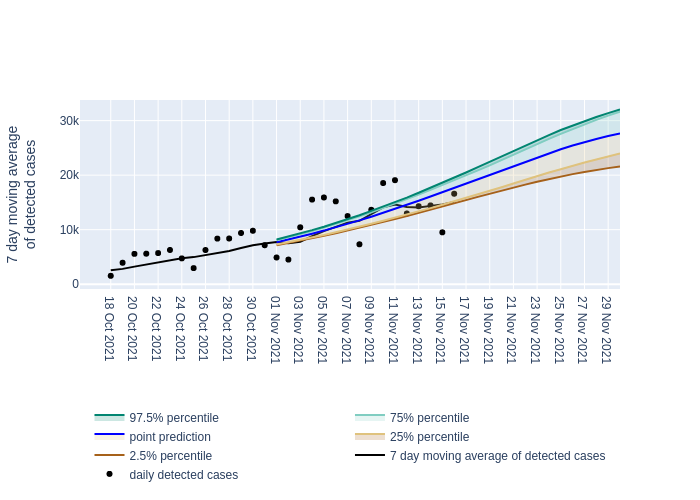 7 day moving average
of detected cases
30k
20k
10k
0
18 Oct 2021
20 Oct 2021
22 Oct 2021
24 Oct 2021
26 Oct 2021
28 Oct 2021
30 Oct 2021
01 Nov 2021
03 Nov 2021
05 Nov 2021
07 Nov 2021
09 Nov 2021
11 Nov 2021
13 Nov 2021
15 Nov 2021
17 Nov 2021
19 Nov 2021
21 Nov 2021
23 Nov 2021
25 Nov 2021
27 Nov 2021
29 Nov 2021
97.5% percentile
75% percentile
point prediction
25% percentile
2.5% percentile
7 day moving average of detected cases
daily detected cases